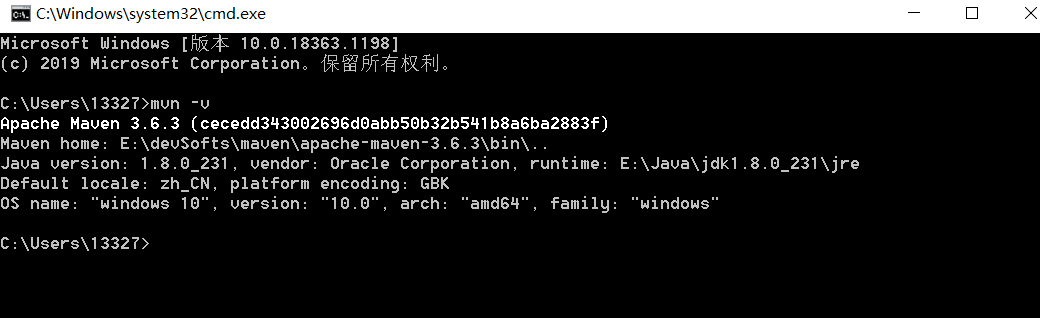 C:\Windows\system32\cmd.exe
Microsoft Windows [版本 10.0.18363.1198]
(c) 2019 Microsoft Corporation。保留所有权利。
C:\Users\13327>mvn -v
Apache Maven 3.6.3 (cecedd343002696d0abb50b32b541b8a6ba2883f)
Maven home: E:\devSofts\maven\apache-maven-3.6.3\bin\..
Java version: 1.8.0_231, vendor: Oracle Corporation, runtime: E:\Java\jdk1.8.0_231\jre
Default locale: zh_CN, platform encoding: GBK
OS name: "windows 10", version: "10.0", arch: "amd64", family: "windows"
C:\Users\13327>